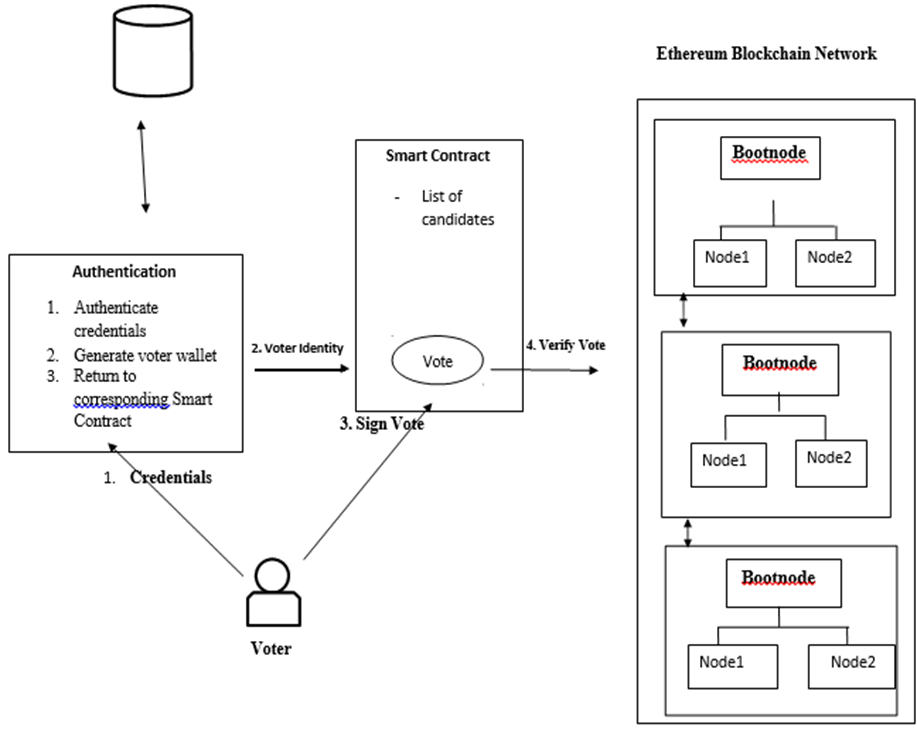 Ethereum Blockchain Network
Authentication
1. Authenticate
credentials
2. Generate voter wallet
3. Return to
corresponding Smart
Contract
1. Credentials
Voter
2. Voter Identity
Smart Contract
- List of
candidates
Vote
3. Sign Vote
4. Verify Vote
Bootnode
Node1
Node2
Bootnode
Node1
Node2
Bootnode
Node1
Node2